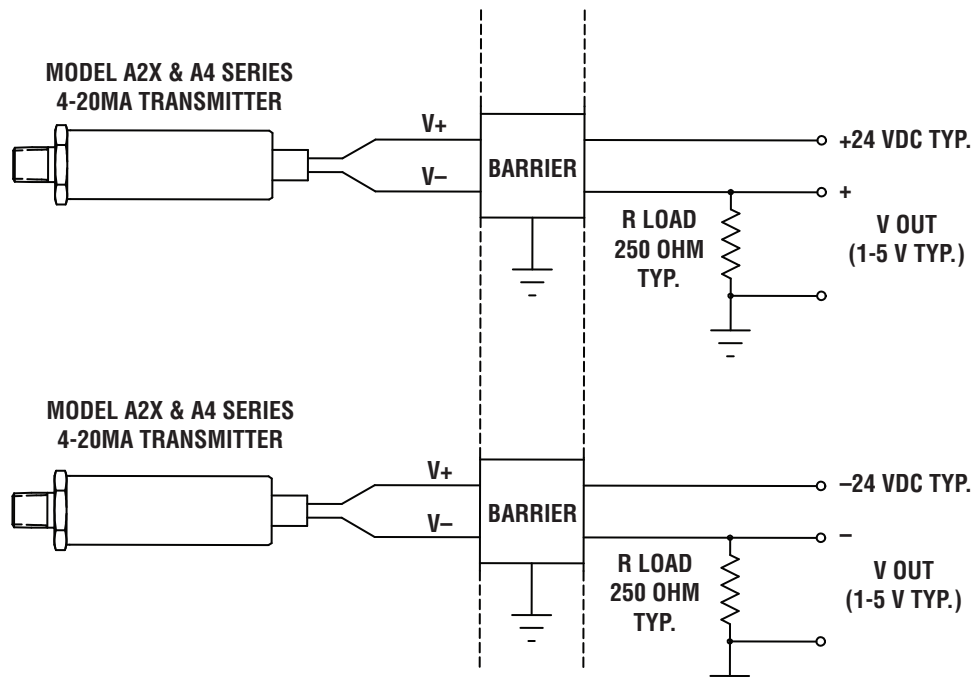 MODEL A2X & A4 SERIES
4-20MA TRANSMITTER
V+
V–
BARRIER
+24 VDC TYP.
+
R LOAD
250 OHM
TYP.
V OUT
(1-5 V TYP.)
MODEL A2X & A4 SERIES
4-20MA TRANSMITTER
V+
V–
BARRIER
–24 VDC TYP.
–
R LOAD
250 OHM
TYP.
V OUT
(1-5 V TYP.)